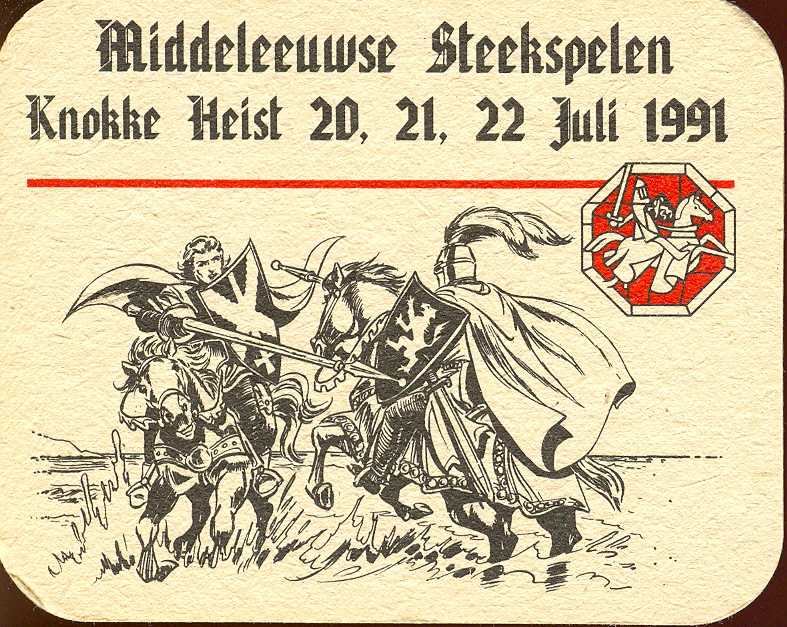 Middeleeuwse Steekspelen
Knokke Heist 20, 21, 22 Juli 1991